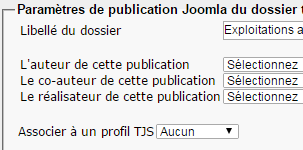 Paramètres de publication Joomla du dossier
Libellé du dossier Exploitations a
L'auteur de cette publication Sélectionnez
Le co-auteur de cette publication Sélectionnez
Le réalisateur de cette publication Sélectionnez
Associer à un profil TJS Aucun